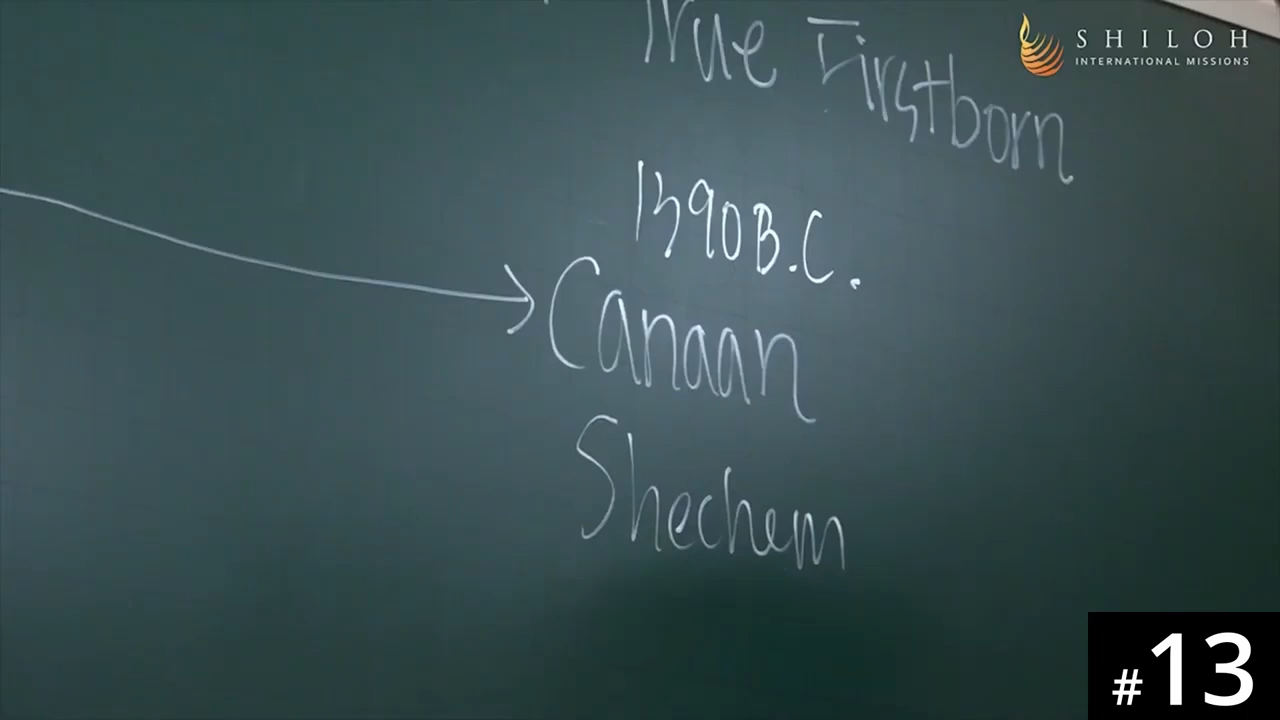 True Firstborn
SHILOH
INTERNATIONAL MISSIONS
1390 B.C.
Canaan
Shechem
#13